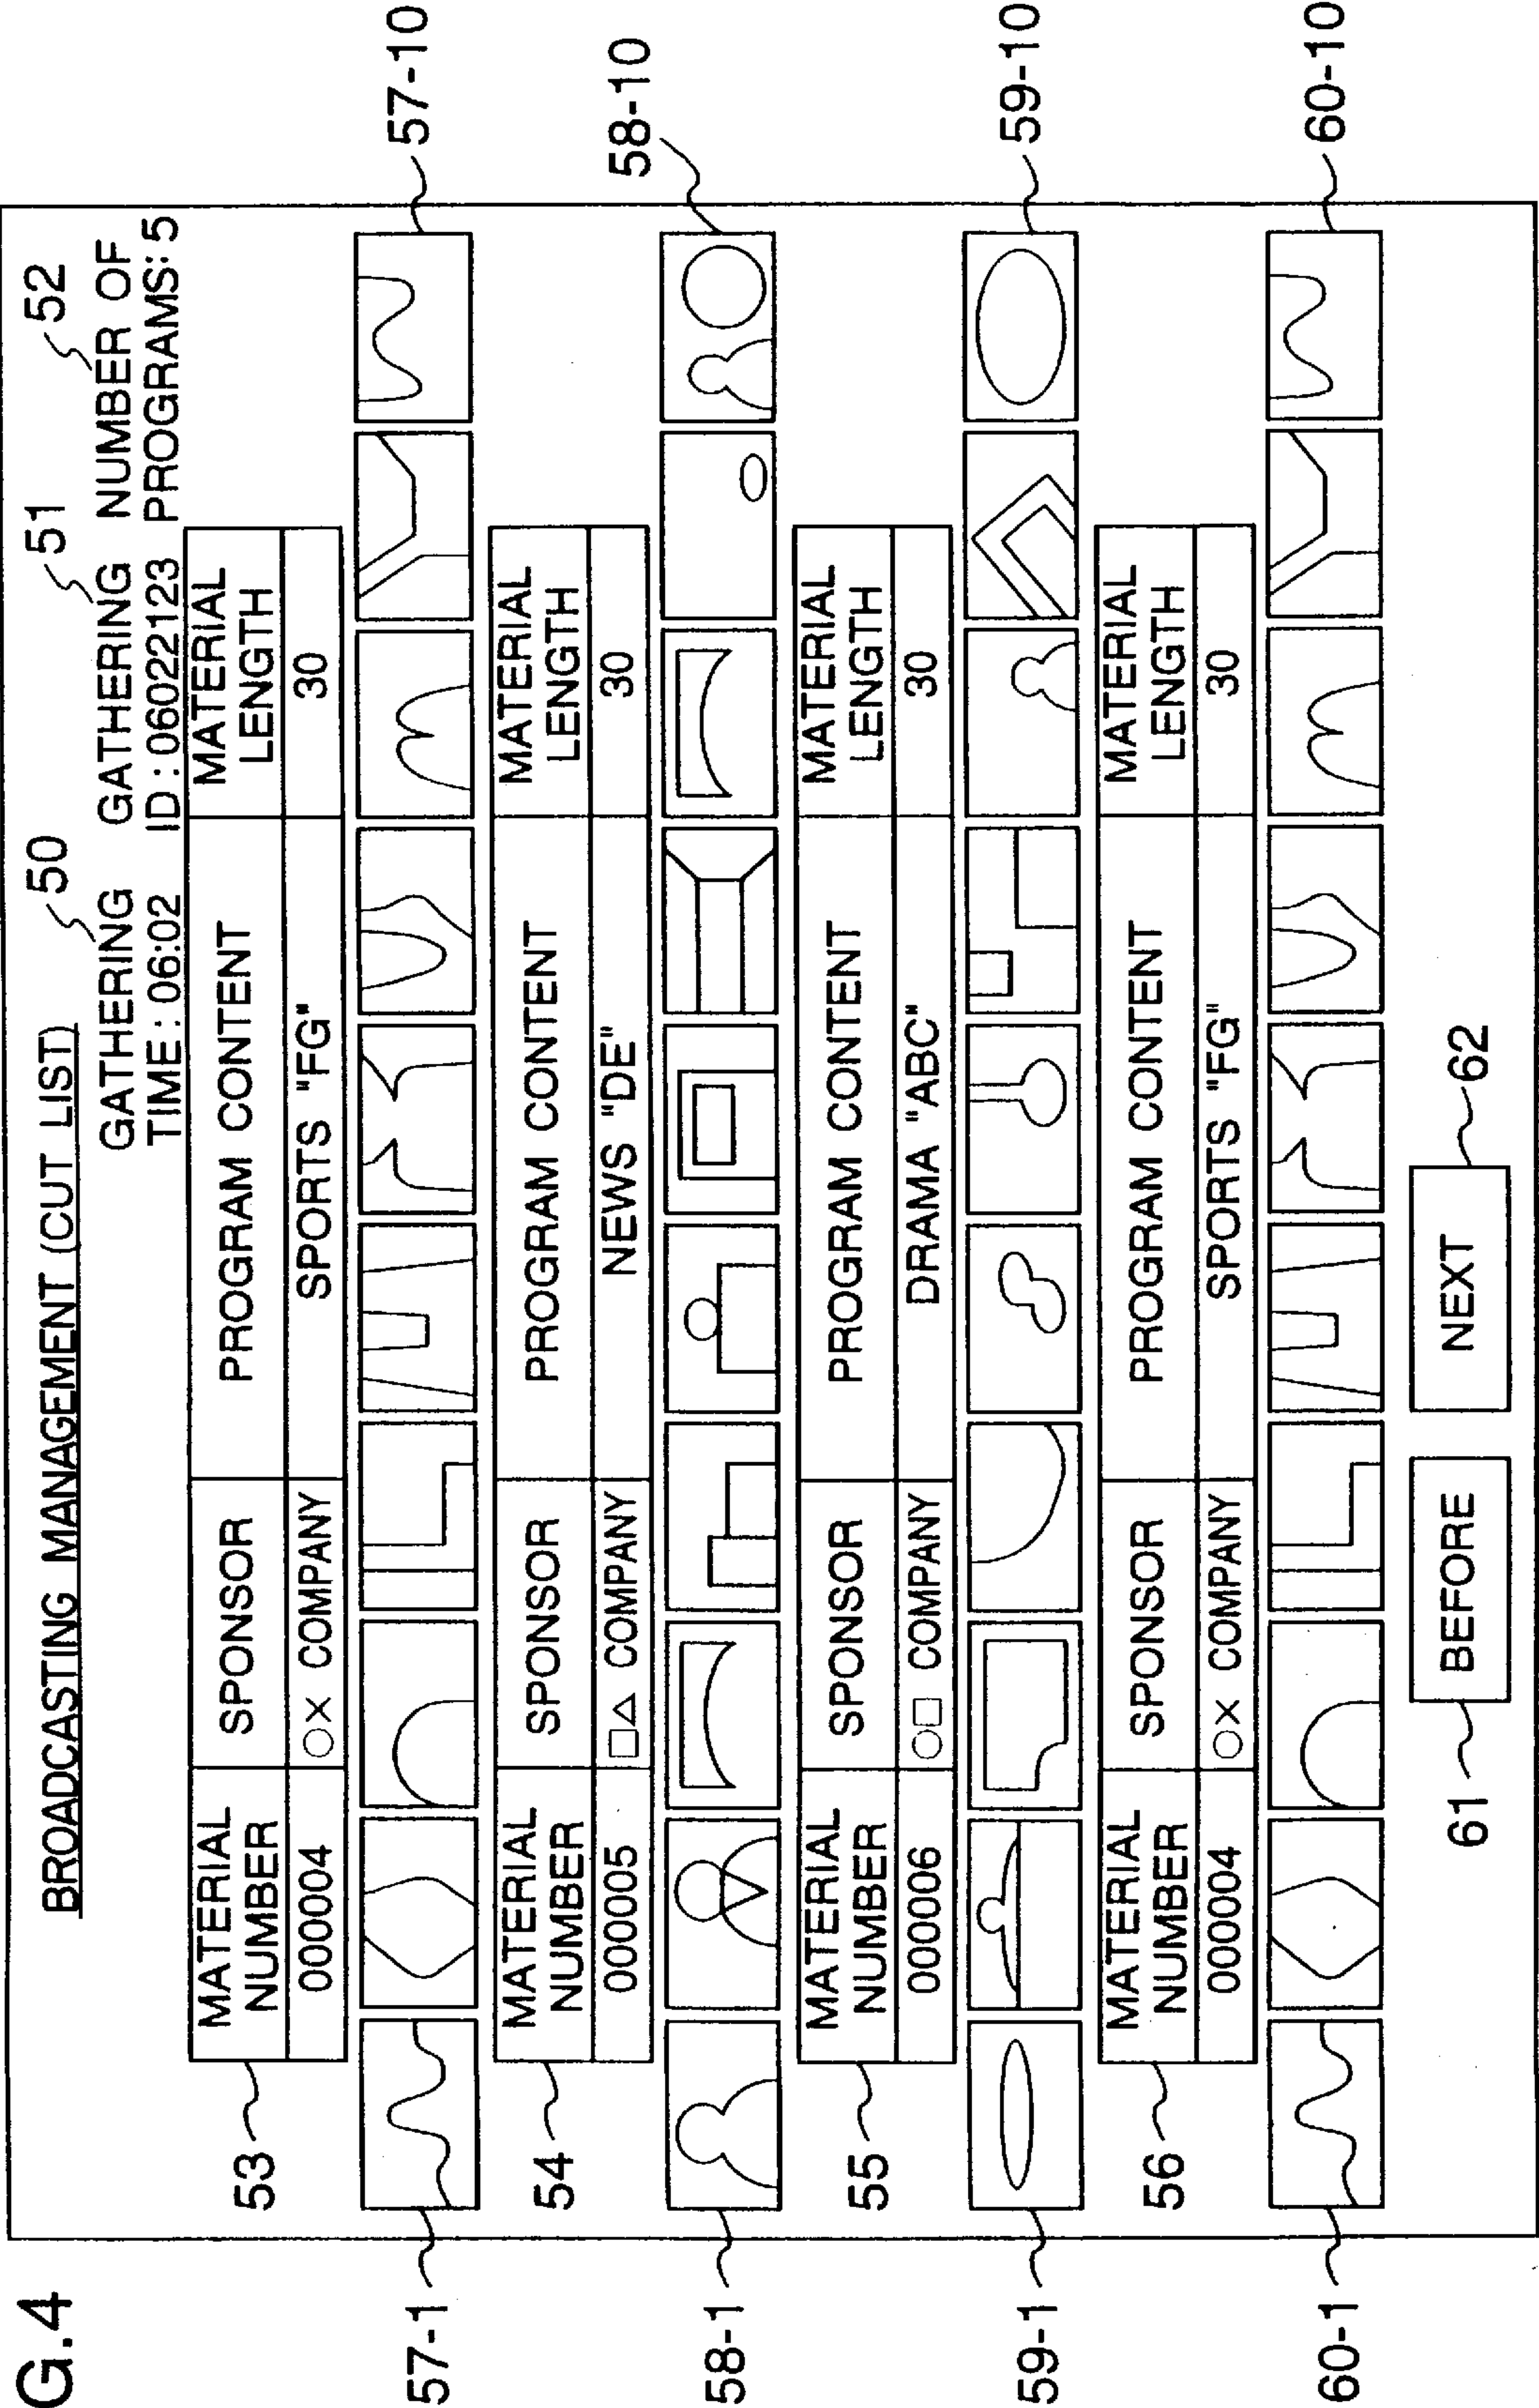 G.4
BROADCASTING MANAGEMENT (CUT LIST)
50
51
52
GATHERING TIME : 06:02
GATHERING ID : 06022123
NUMBER OF PROGRAMS: 5
53
MATERIAL NUMBER
SPONSOR
PROGRAM CONTENT
MATERIAL LENGTH
000004
○× COMPANY
SPORTS "FG"
30
57-1
57-10
54
MATERIAL NUMBER
SPONSOR
PROGRAM CONTENT
MATERIAL LENGTH
000005
□△ COMPANY
NEWS "DE"
30
58-1
58-10
55
MATERIAL NUMBER
SPONSOR
PROGRAM CONTENT
MATERIAL LENGTH
000006
○□ COMPANY
DRAMA "ABC"
30
59-1
59-10
56
MATERIAL NUMBER
SPONSOR
PROGRAM CONTENT
MATERIAL LENGTH
000004
○× COMPANY
SPORTS "FG"
30
60-1
60-10
61
BEFORE
NEXT
62